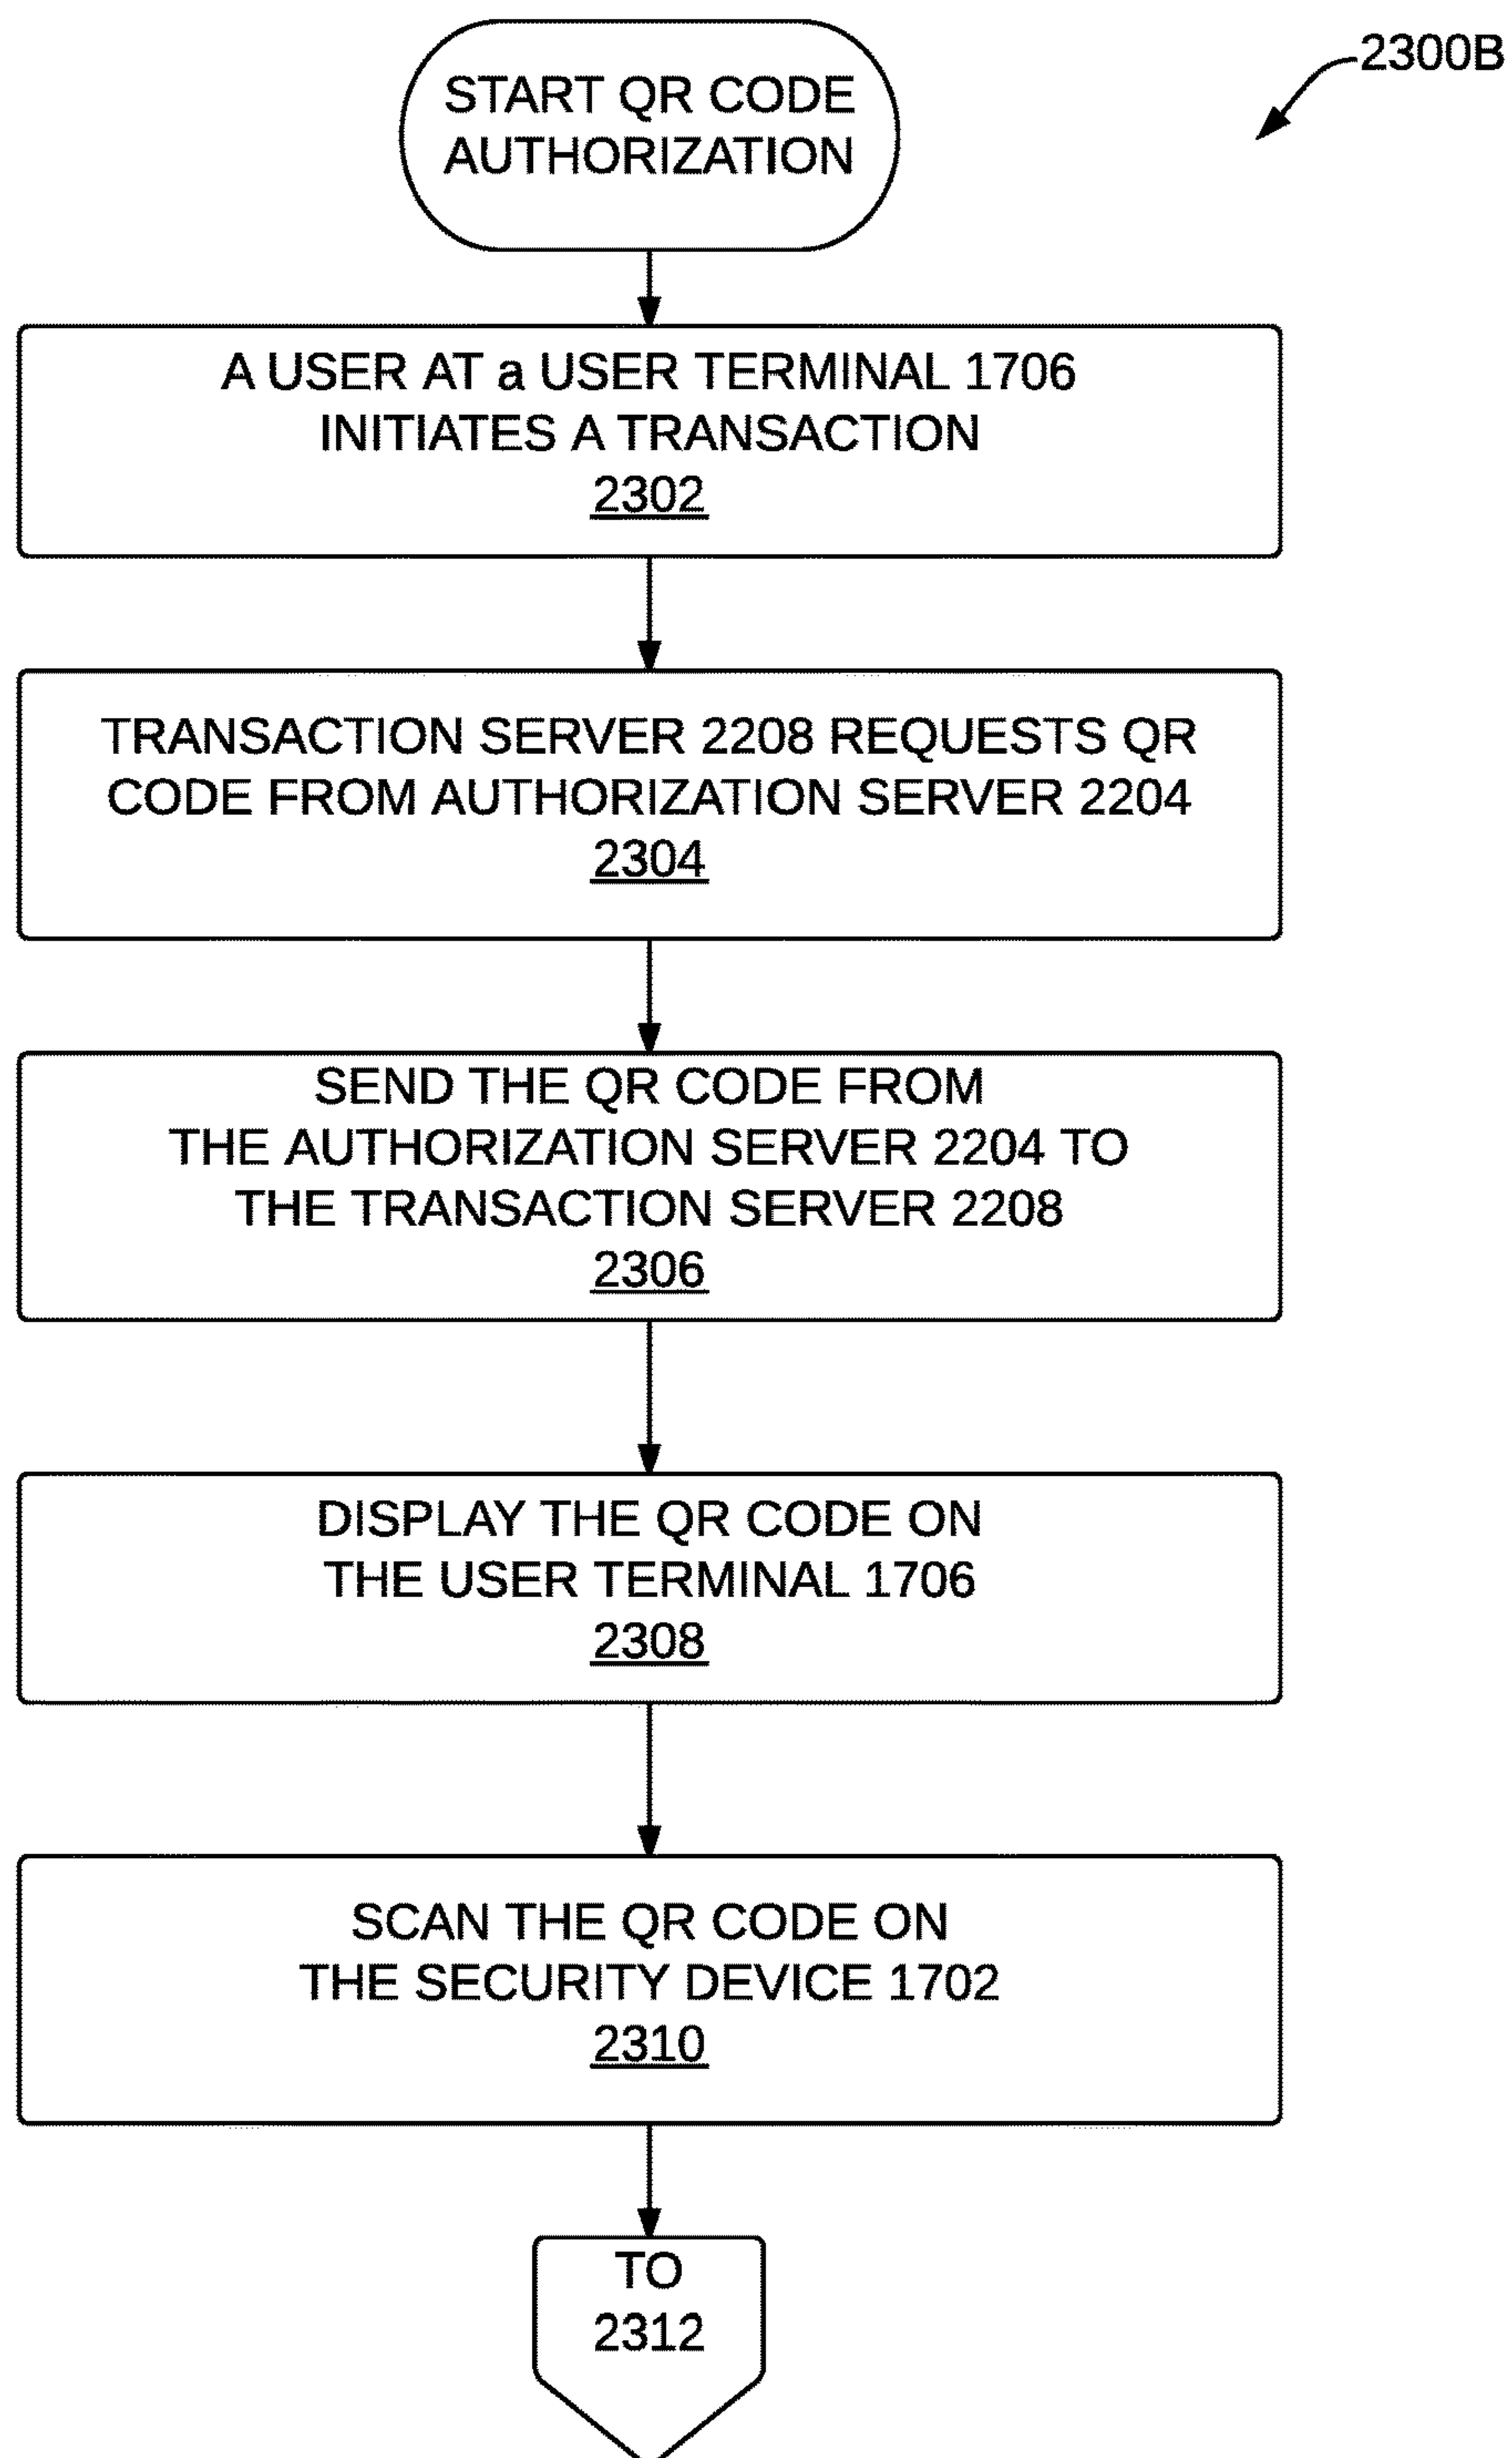 START QR CODE
AUTHORIZATION
2300B
A USER AT a USER TERMINAL 1706
INITIATES A TRANSACTION
2302
TRANSACTION SERVER 2208 REQUESTS QR
CODE FROM AUTHORIZATION SERVER 2204
2304
SEND THE QR CODE FROM
THE AUTHORIZATION SERVER 2204 TO
THE TRANSACTION SERVER 2208
2306
DISPLAY THE QR CODE ON
THE USER TERMINAL 1706
2308
SCAN THE QR CODE ON
THE SECURITY DEVICE 1702
2310
TO
2312